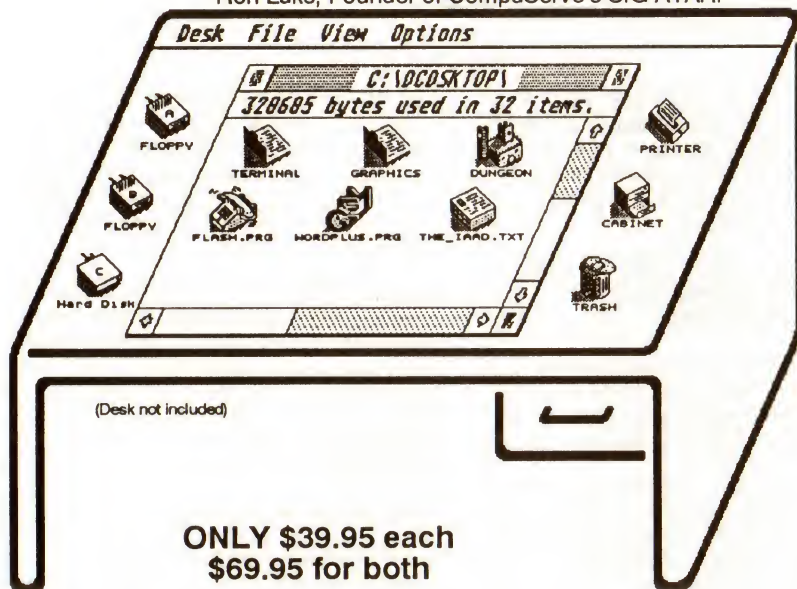 Ron Luks, Founder of CompuServe's SIG ATARI
Desk File View Options
C:\DCDSKTOP\
328685 bytes used in 32 items.
A
FLOPPY
TERMINAL
GRAPHICS
DUNGEON
PRINTER
B
FLOPPY
FLASH.PRG
WORDPLUS.PRG
THE_IAAD.TXT
CABINET
C
Hard Disk
TRASH
(Desk not included)
ONLY $39.95 each
$69.95 for both